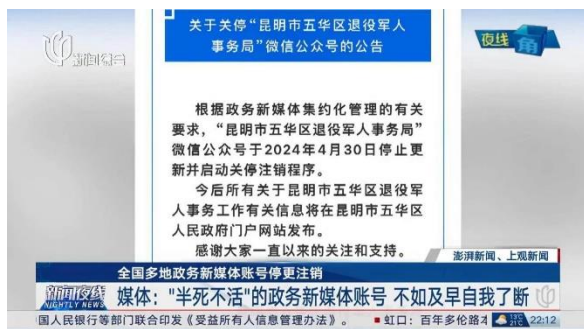 关于关停“昆明市五华区退役军人
事务局”微信公众号的公告
新闻综合
夜线
一角
根据政务新媒体集约化管理的有关
要求，“昆明市五华区退役军人事务局”
微信公众号于2024年4月30日停止更
新并启动关停注销程序。
今后所有关于昆明市五华区退役军
人事务工作有关信息将在昆明市五华区
人民政府门户网站发布。
感谢大家一直以来的关注和支持。
澎湃新闻、上观新闻
全国多地政务新媒体账号停更注销
新闻夜线
NIGHTLY NEWS
媒体："半死不活"的政务新媒体账号 不如及早自我了断
国人民银行等部门联合印发《受益所有人信息管理办法》。 ■ 虹口：百年多伦路才
22:12